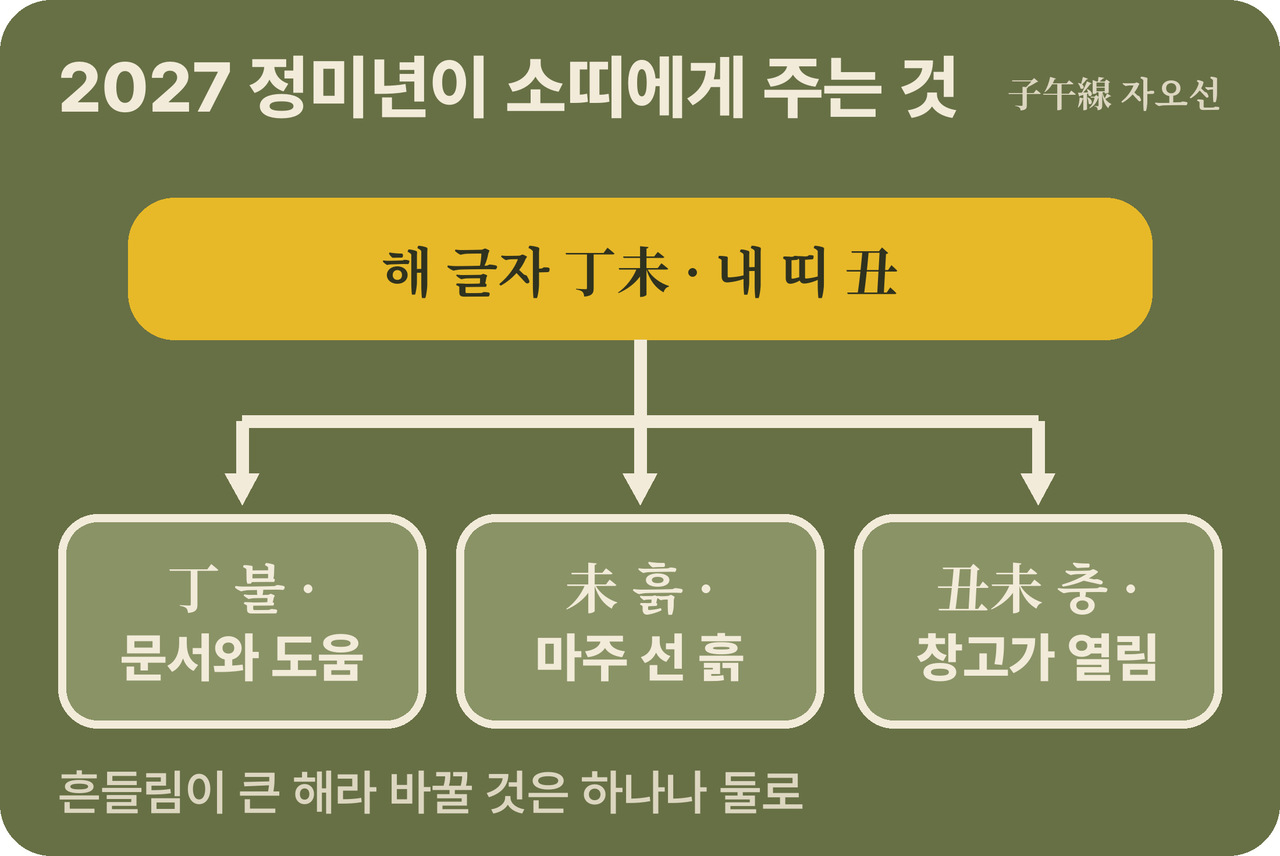 2027 정미년이 소띠에게 주는 것
子午線 자오선
해 글자 丁未 · 내 띠 丑
丁 불 ·
문서와 도움
未 흙 ·
마주 선 흙
丑未 충 ·
창고가 열림
흔들림이 큰 해라 바꿀 것은 하나나 둘로